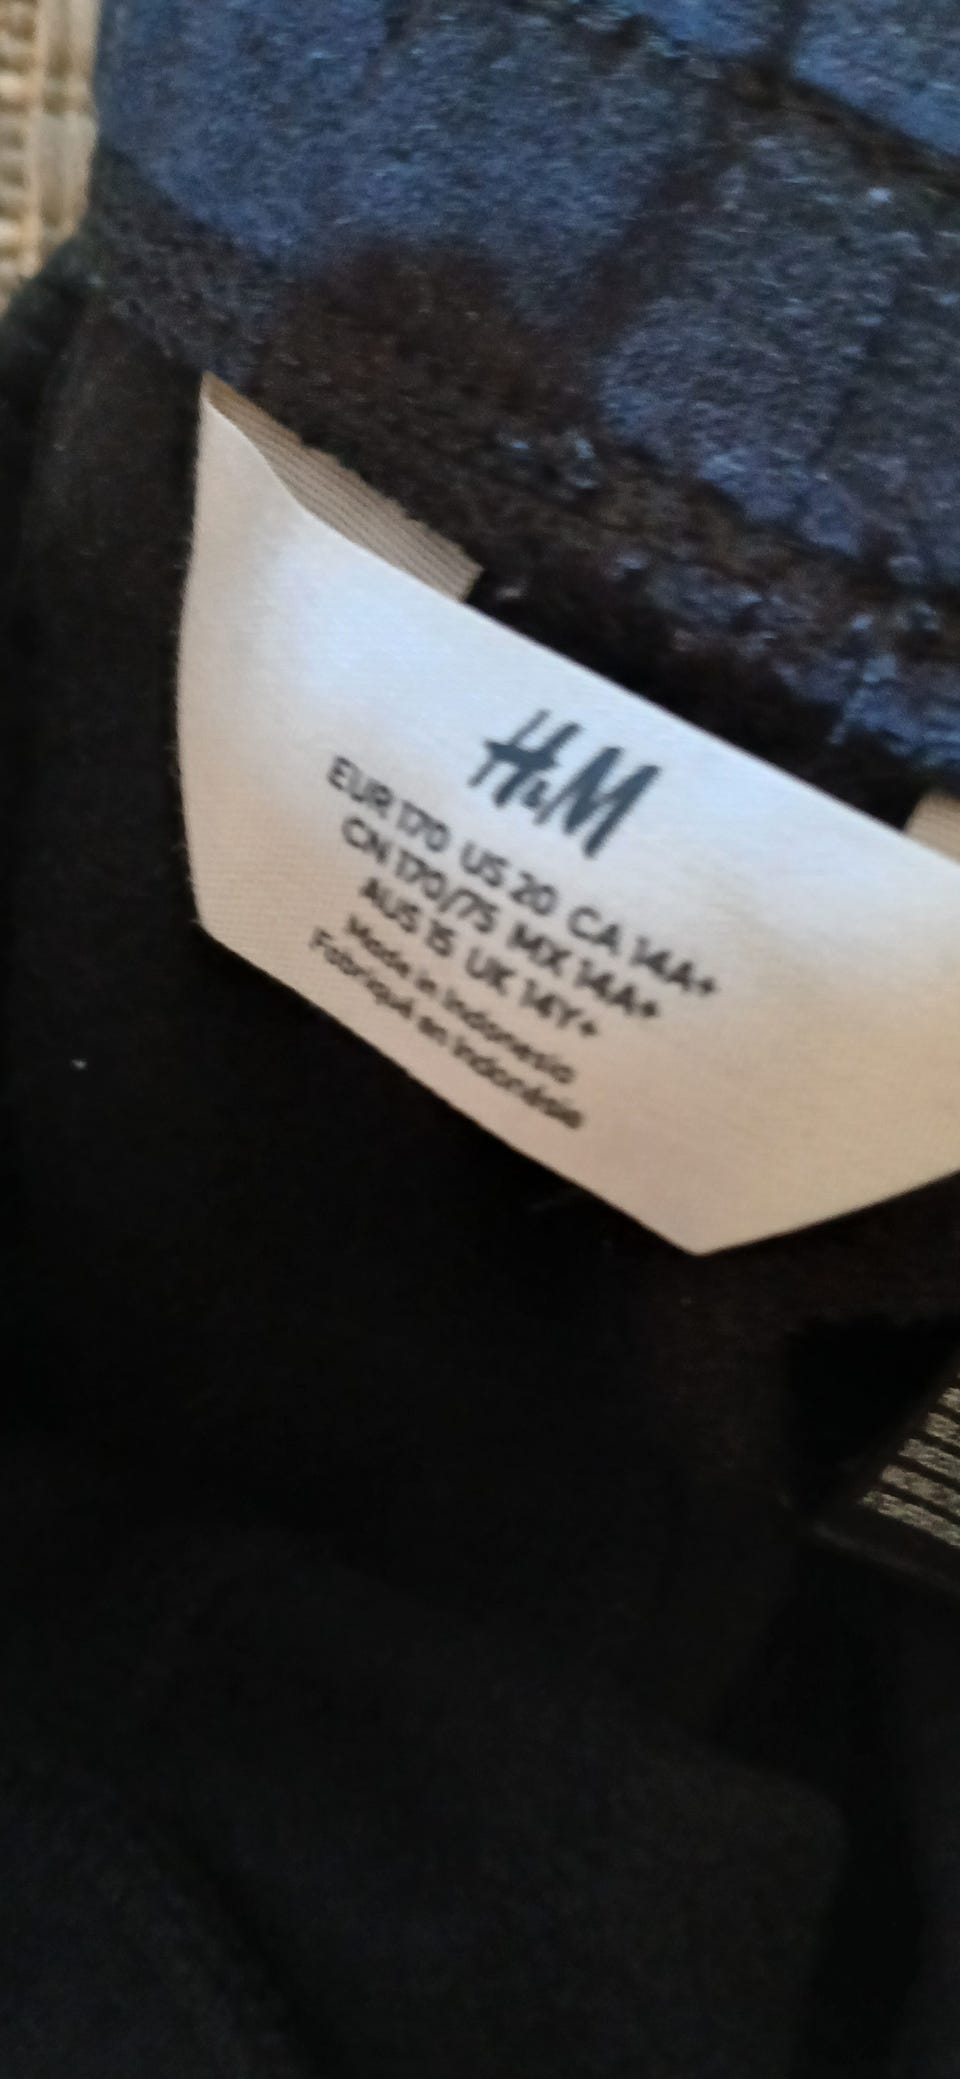 H&M
EUR 170 US 20 CA 14A+
CN 170/75 MX 14A+
AUS 15 UK 14Y+
Made in Indonesia
Fabriqué en Indonésie